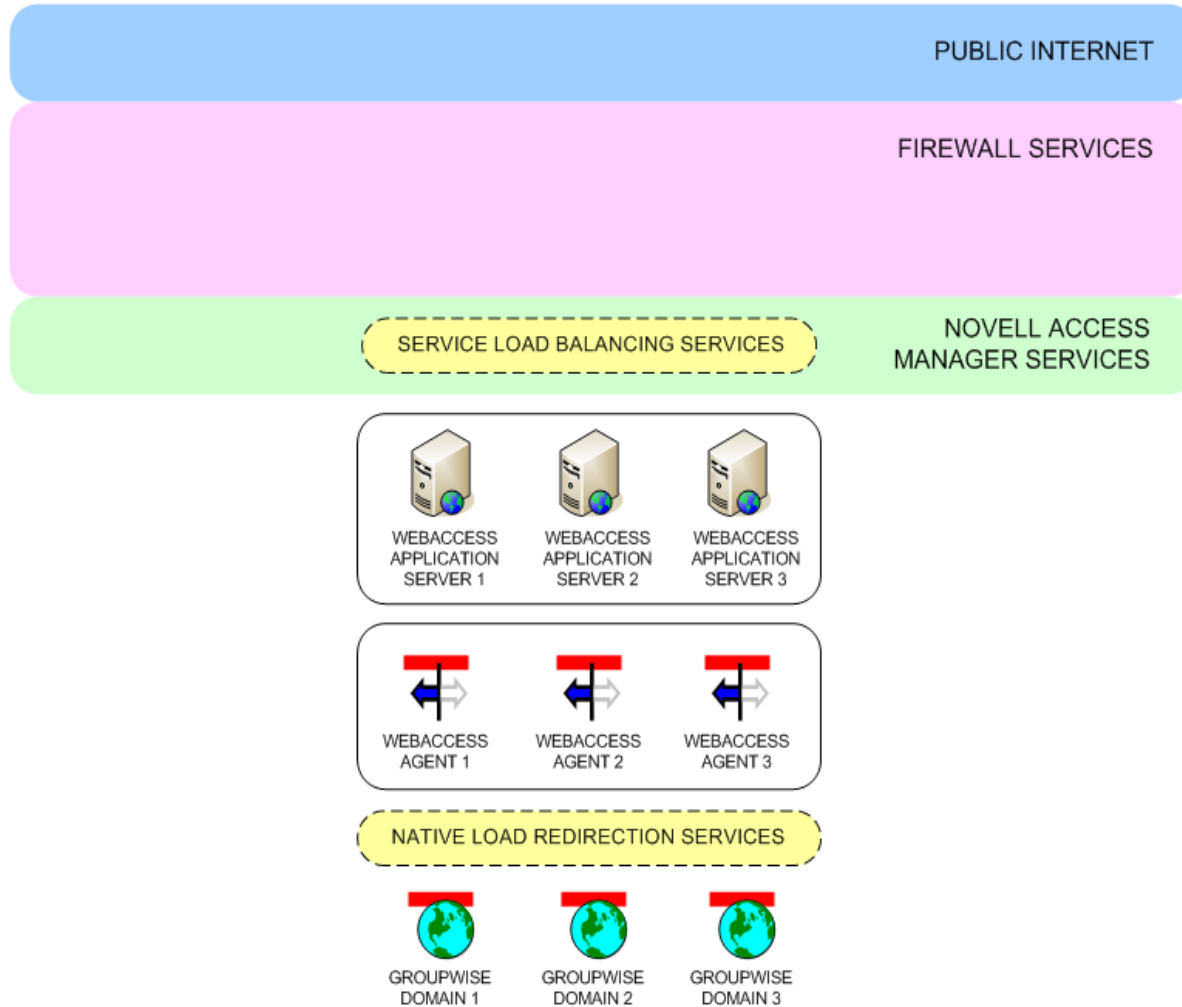 PUBLIC INTERNET
FIREWALL SERVICES
NOVELL ACCESS
MANAGER SERVICES
SERVICE LOAD BALANCING SERVICES
WEBACCESS
APPLICATION
SERVER 1
WEBACCESS
APPLICATION
SERVER 2
WEBACCESS
APPLICATION
SERVER 3
WEBACCESS
AGENT 1
WEBACCESS
AGENT 2
WEBACCESS
AGENT 3
NATIVE LOAD REDIRECTION SERVICES
GROUPWISE
DOMAIN 1
GROUPWISE
DOMAIN 2
GROUPWISE
DOMAIN 3